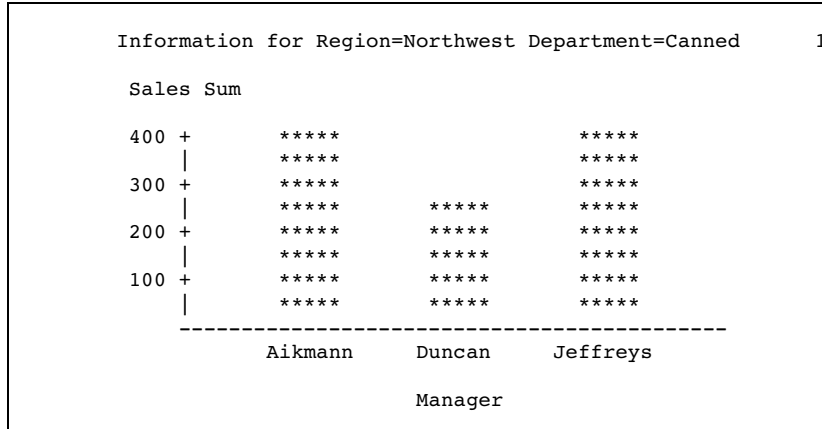 Information for Region=Northwest Department=Canned 1
Sales Sum
400 + ***** *****
| ***** *****
300 + ***** *****
| ***** ***** *****
200 + ***** ***** *****
| ***** ***** *****
100 + ***** ***** *****
| ***** ***** *****
--------------------------------------------
Aikmann Duncan Jeffreys
Manager